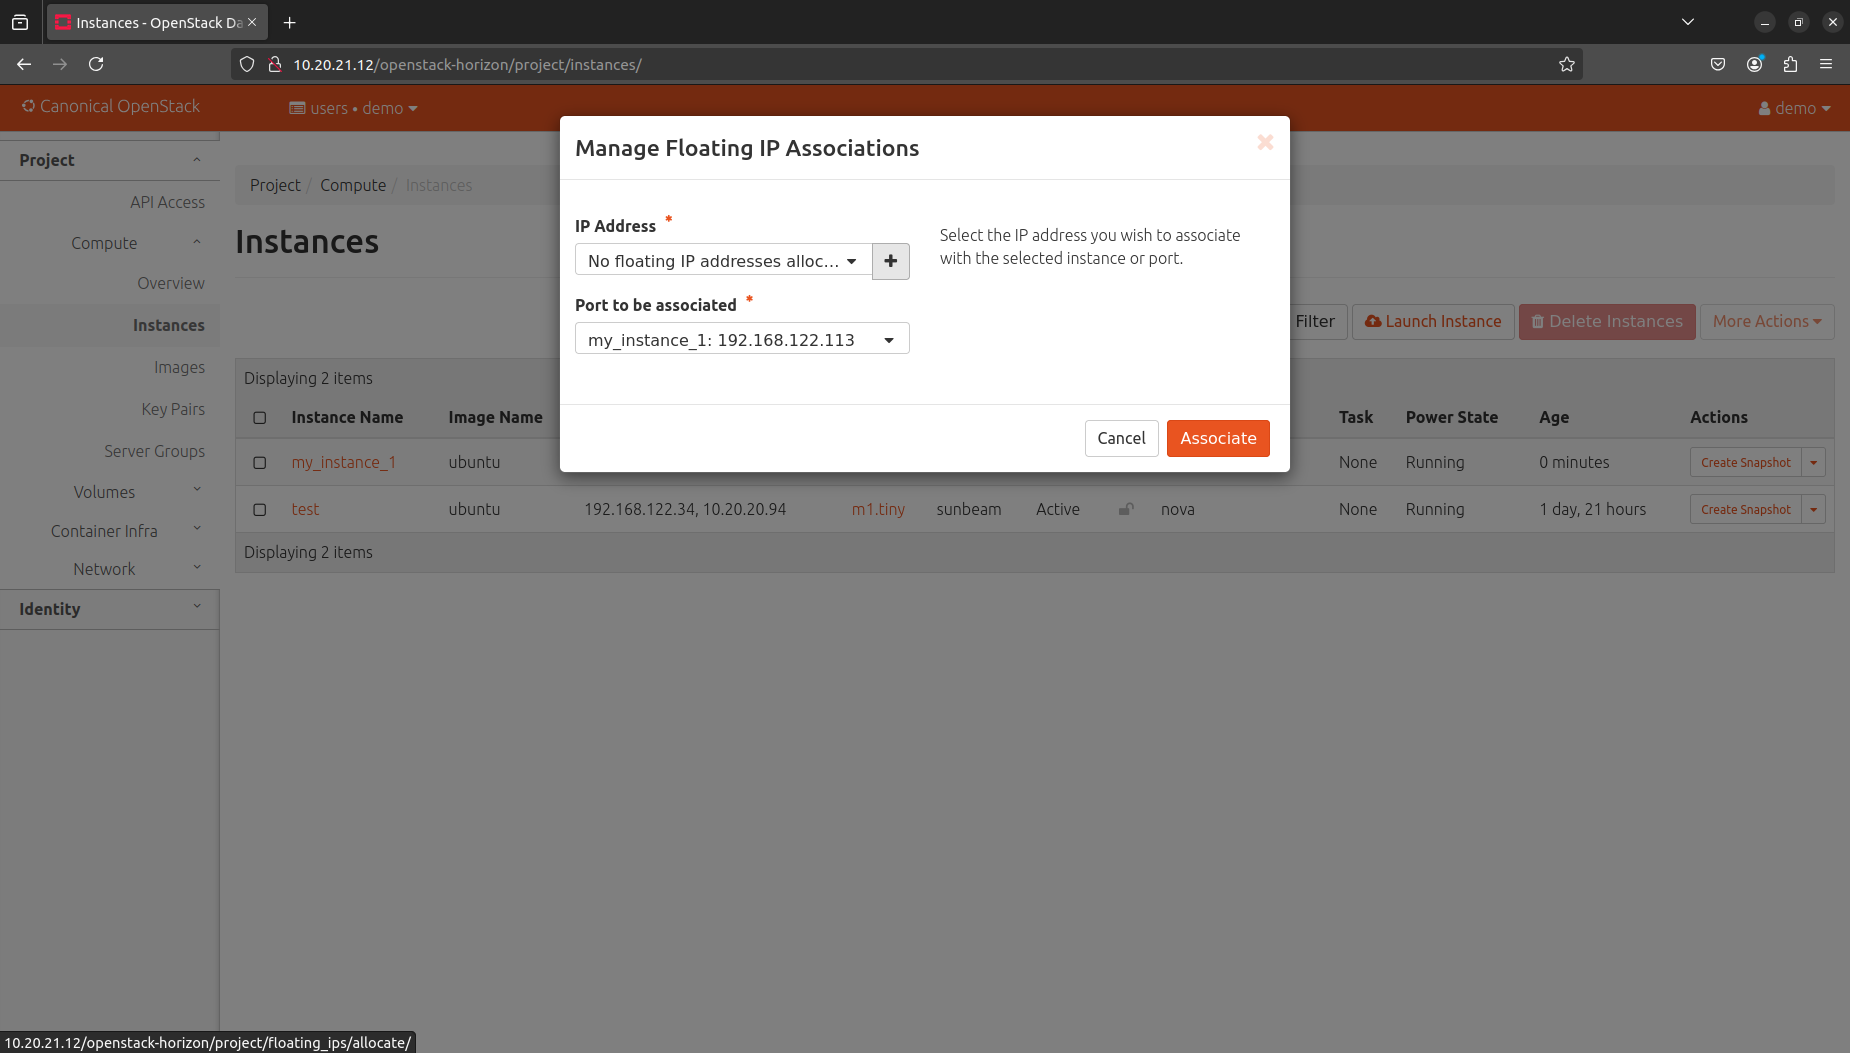 Instances - OpenStack Da
10.20.21.12/openstack-horizon/project/instances/
Canonical OpenStack
users • demo
demo
Project
API Access
Compute
Overview
Instances
Images
Key Pairs
Server Groups
Volumes
Container Infra
Network
Identity
Project / Compute / Instances
Instances
Filter
Launch Instance
Delete Instances
More Actions
Displaying 2 items
Instance Name Image Name Task Power State Age Actions
my_instance_1 ubuntu None Running 0 minutes Create Snapshot
test ubuntu 192.168.122.34, 10.20.20.94 m1.tiny sunbeam Active nova None Running 1 day, 21 hours Create Snapshot
Displaying 2 items
Manage Floating IP Associations
IP Address *
No floating IP addresses alloc...
Port to be associated *
my_instance_1: 192.168.122.113
Select the IP address you wish to associate
with the selected instance or port.
Cancel
Associate
10.20.21.12/openstack-horizon/project/floating_ips/allocate/